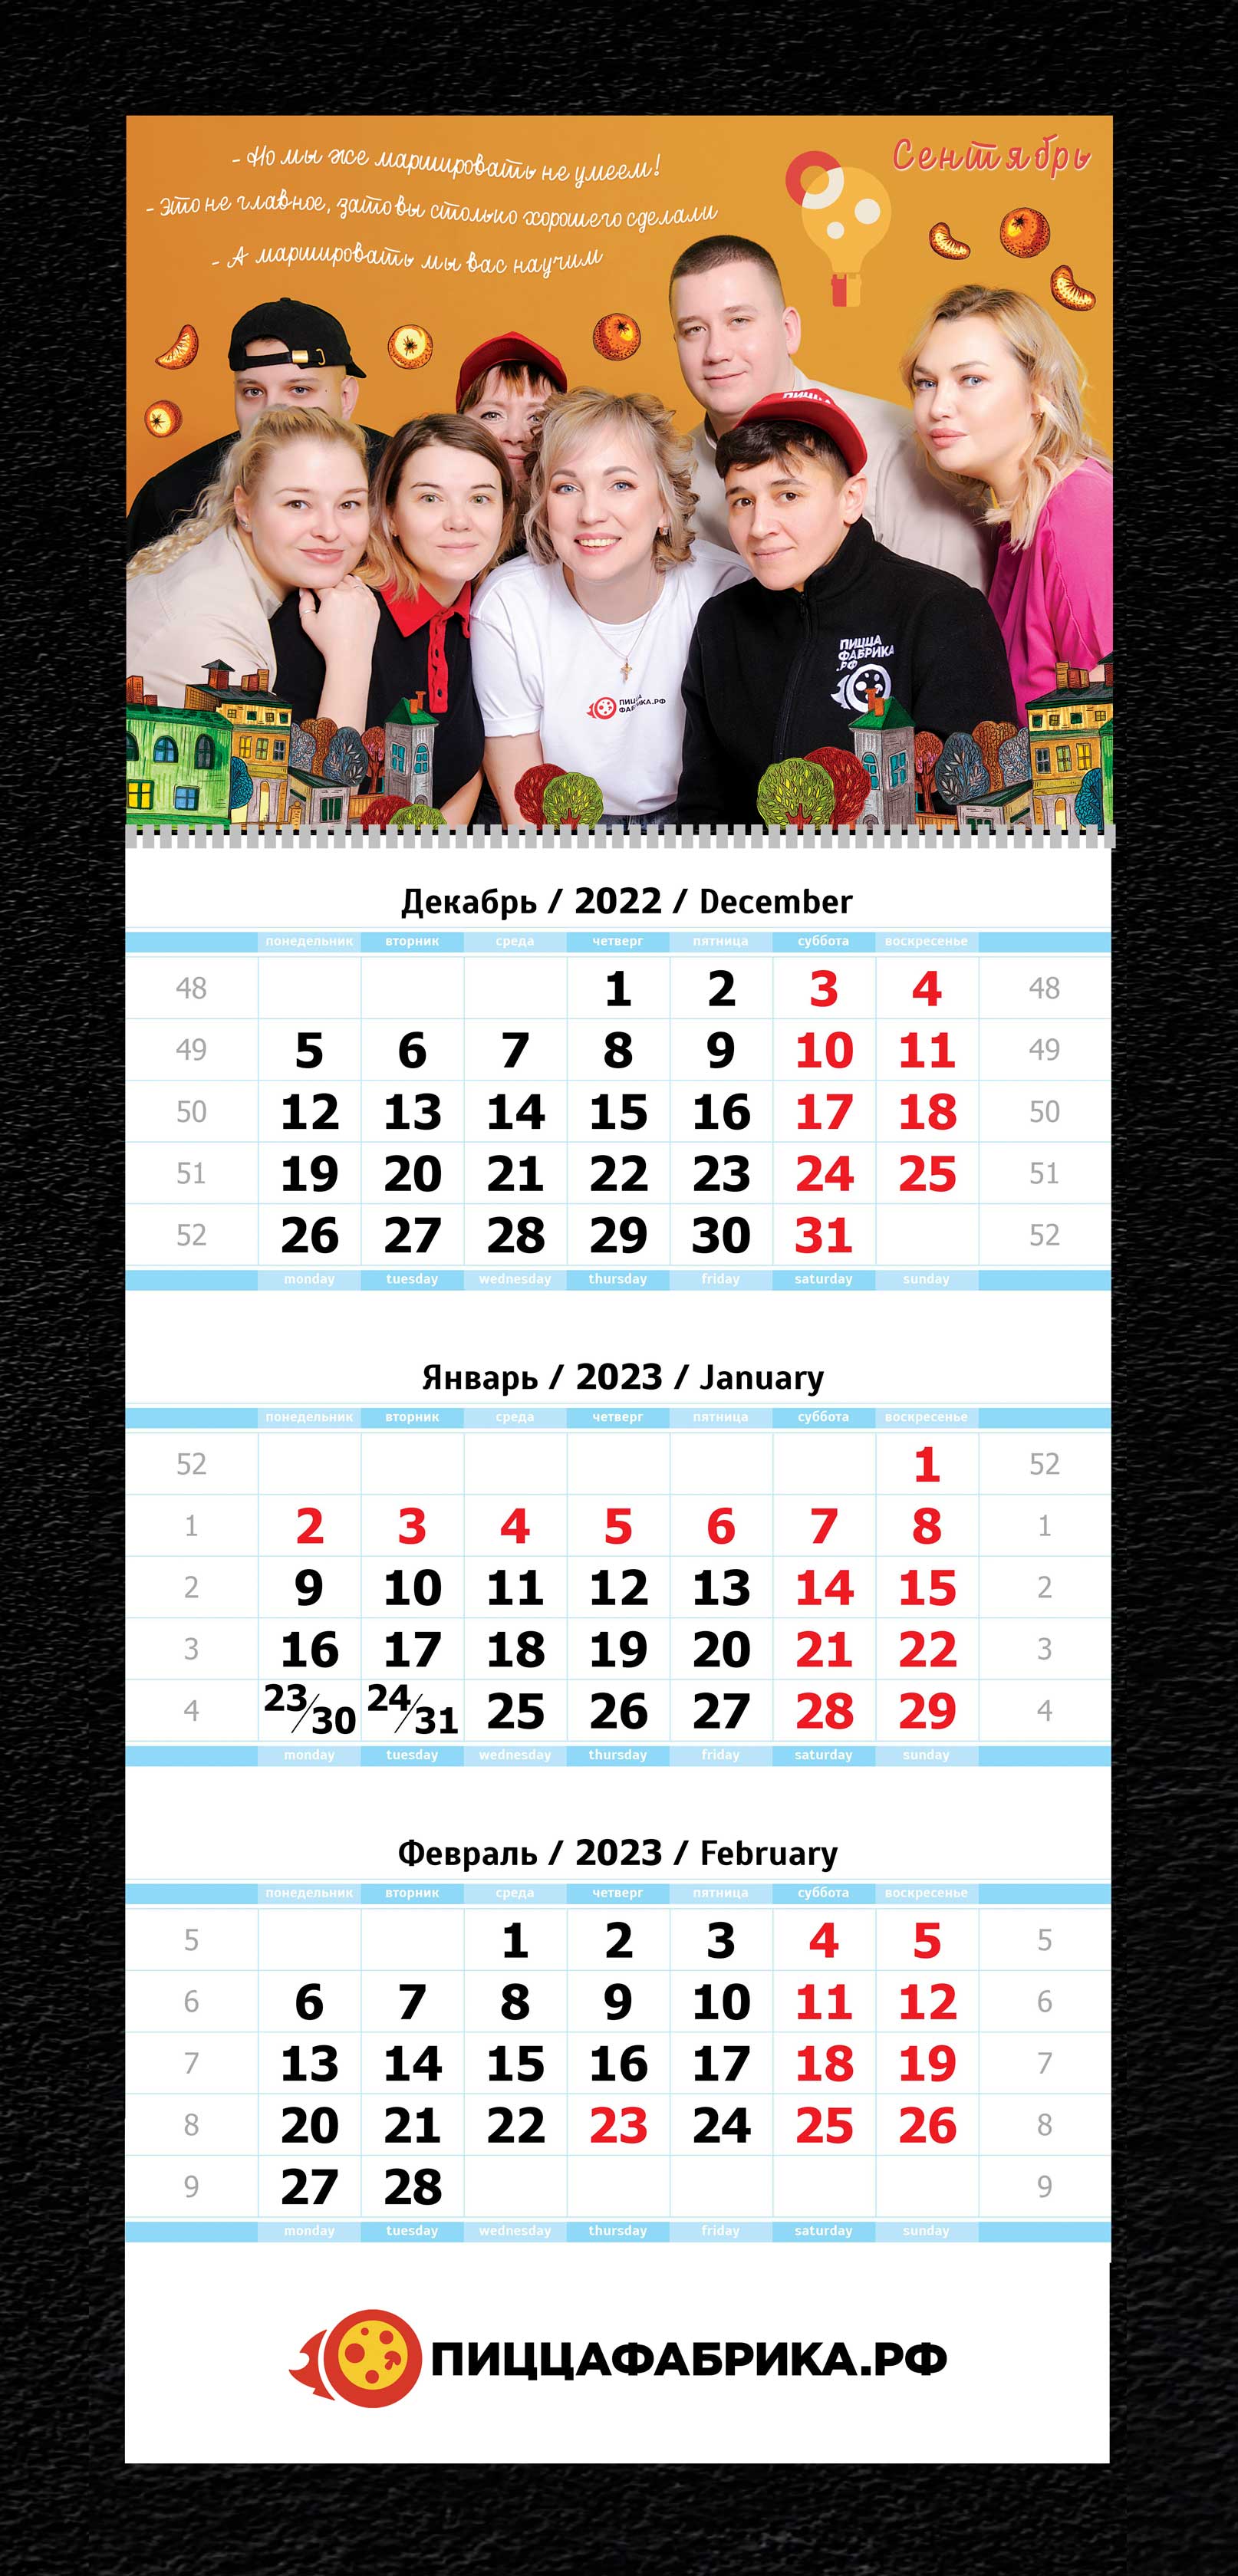 - Но мы же маршировать не умеем!
- Это не главное, зато вы столько хорошего сделали
- А маршировать мы вас научим
Сентябрь
ПИЦЦА
ФАБРИКА
.РФ
Декабрь / 2022 / December
понедельник вторник среда четверг пятница суббота воскресенье
48 1 2 3 4 48
49 5 6 7 8 9 10 11 49
50 12 13 14 15 16 17 18 50
51 19 20 21 22 23 24 25 51
52 26 27 28 29 30 31 52
monday tuesday wednesday thursday friday saturday sunday
Январь / 2023 / January
понедельник вторник среда четверг пятница суббота воскресенье
52 1 52
1 2 3 4 5 6 7 8 1
2 9 10 11 12 13 14 15 2
3 16 17 18 19 20 21 22 3
4 23/30 24/31 25 26 27 28 29 4
monday tuesday wednesday thursday friday saturday sunday
Февраль / 2023 / February
понедельник вторник среда четверг пятница суббота воскресенье
5 1 2 3 4 5 5
6 6 7 8 9 10 11 12 6
7 13 14 15 16 17 18 19 7
8 20 21 22 23 24 25 26 8
9 27 28 9
monday tuesday wednesday thursday friday saturday sunday
ПИЦЦАФАБРИКА.РФ